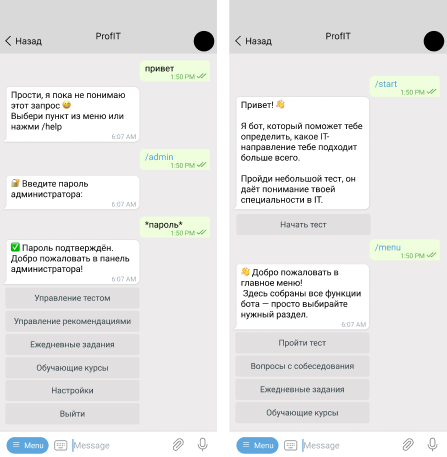 Назад
ProfIT
привет
1:50 PM
Прости, я пока не понимаю
этот запрос 😅
Выбери пункт из меню или
нажми /help
6:07 AM
/admin
1:50 PM
🔐 Введите пароль
администратора:
6:07 AM
*пароль*
1:50 PM
✅ Пароль подтверждён.
Добро пожаловать в панель
администратора!
6:07 AM
Управление тестом
Управление рекомендациями
Ежедневные задания
Обучающие курсы
Настройки
Выйти
Menu
Message
Назад
ProfIT
/start
1:50 PM
Привет! 👋
Я бот, который поможет тебе
определить, какое IT-
направление тебе подходит
больше всего.
Пройди небольшой тест, он
даёт понимание твоей
специальности в IT.
Начать тест
/menu
1:50 PM
👋 Добро пожаловать в
главное меню!
Здесь собраны все функции
бота — просто выбирайте
нужный раздел.
6:07 AM
Пройти тест
Вопросы с собеседования
Ежедневные задания
Обучающие курсы
Menu
Message